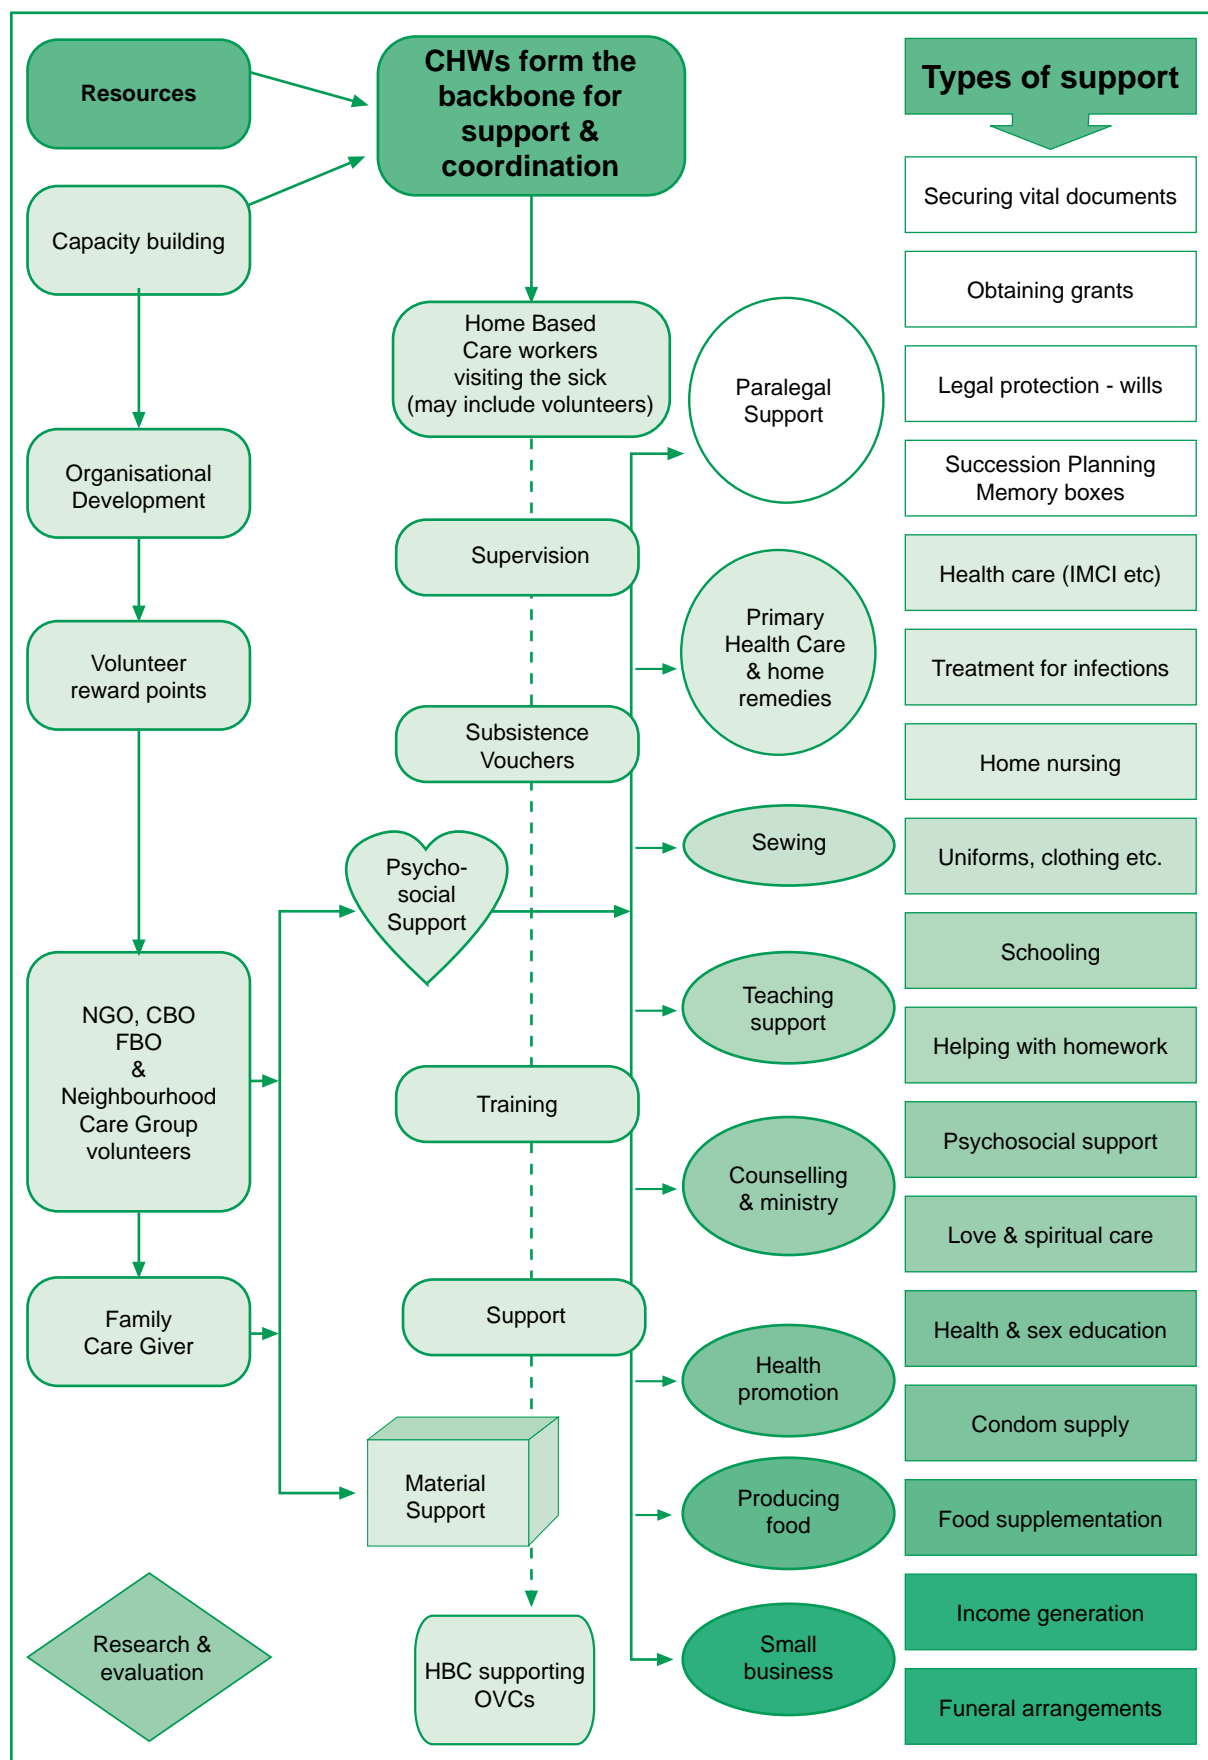 Resources
CHWs form the
backbone for
support &
coordination
Types of support
Capacity building
Securing vital documents
Obtaining grants
Home Based
Care workers
visiting the sick
(may include volunteers)
Paralegal
Support
Legal protection - wills
Organisational
Development
Succession Planning
Memory boxes
Supervision
Health care (IMCI etc)
Volunteer
reward points
Primary
Health Care
& home
remedies
Treatment for infections
Subsistence
Vouchers
Home nursing
Psycho-
social
Support
Sewing
Uniforms, clothing etc.
NGO, CBO
FBO
&
Neighbourhood
Care Group
volunteers
Teaching
support
Schooling
Helping with homework
Training
Counselling
& ministry
Psychosocial support
Love & spiritual care
Family
Care Giver
Support
Health
promotion
Health & sex education
Condom supply
Material
Support
Producing
food
Food supplementation
Research &
evaluation
HBC supporting
OVCs
Small
business
Income generation
Funeral arrangements